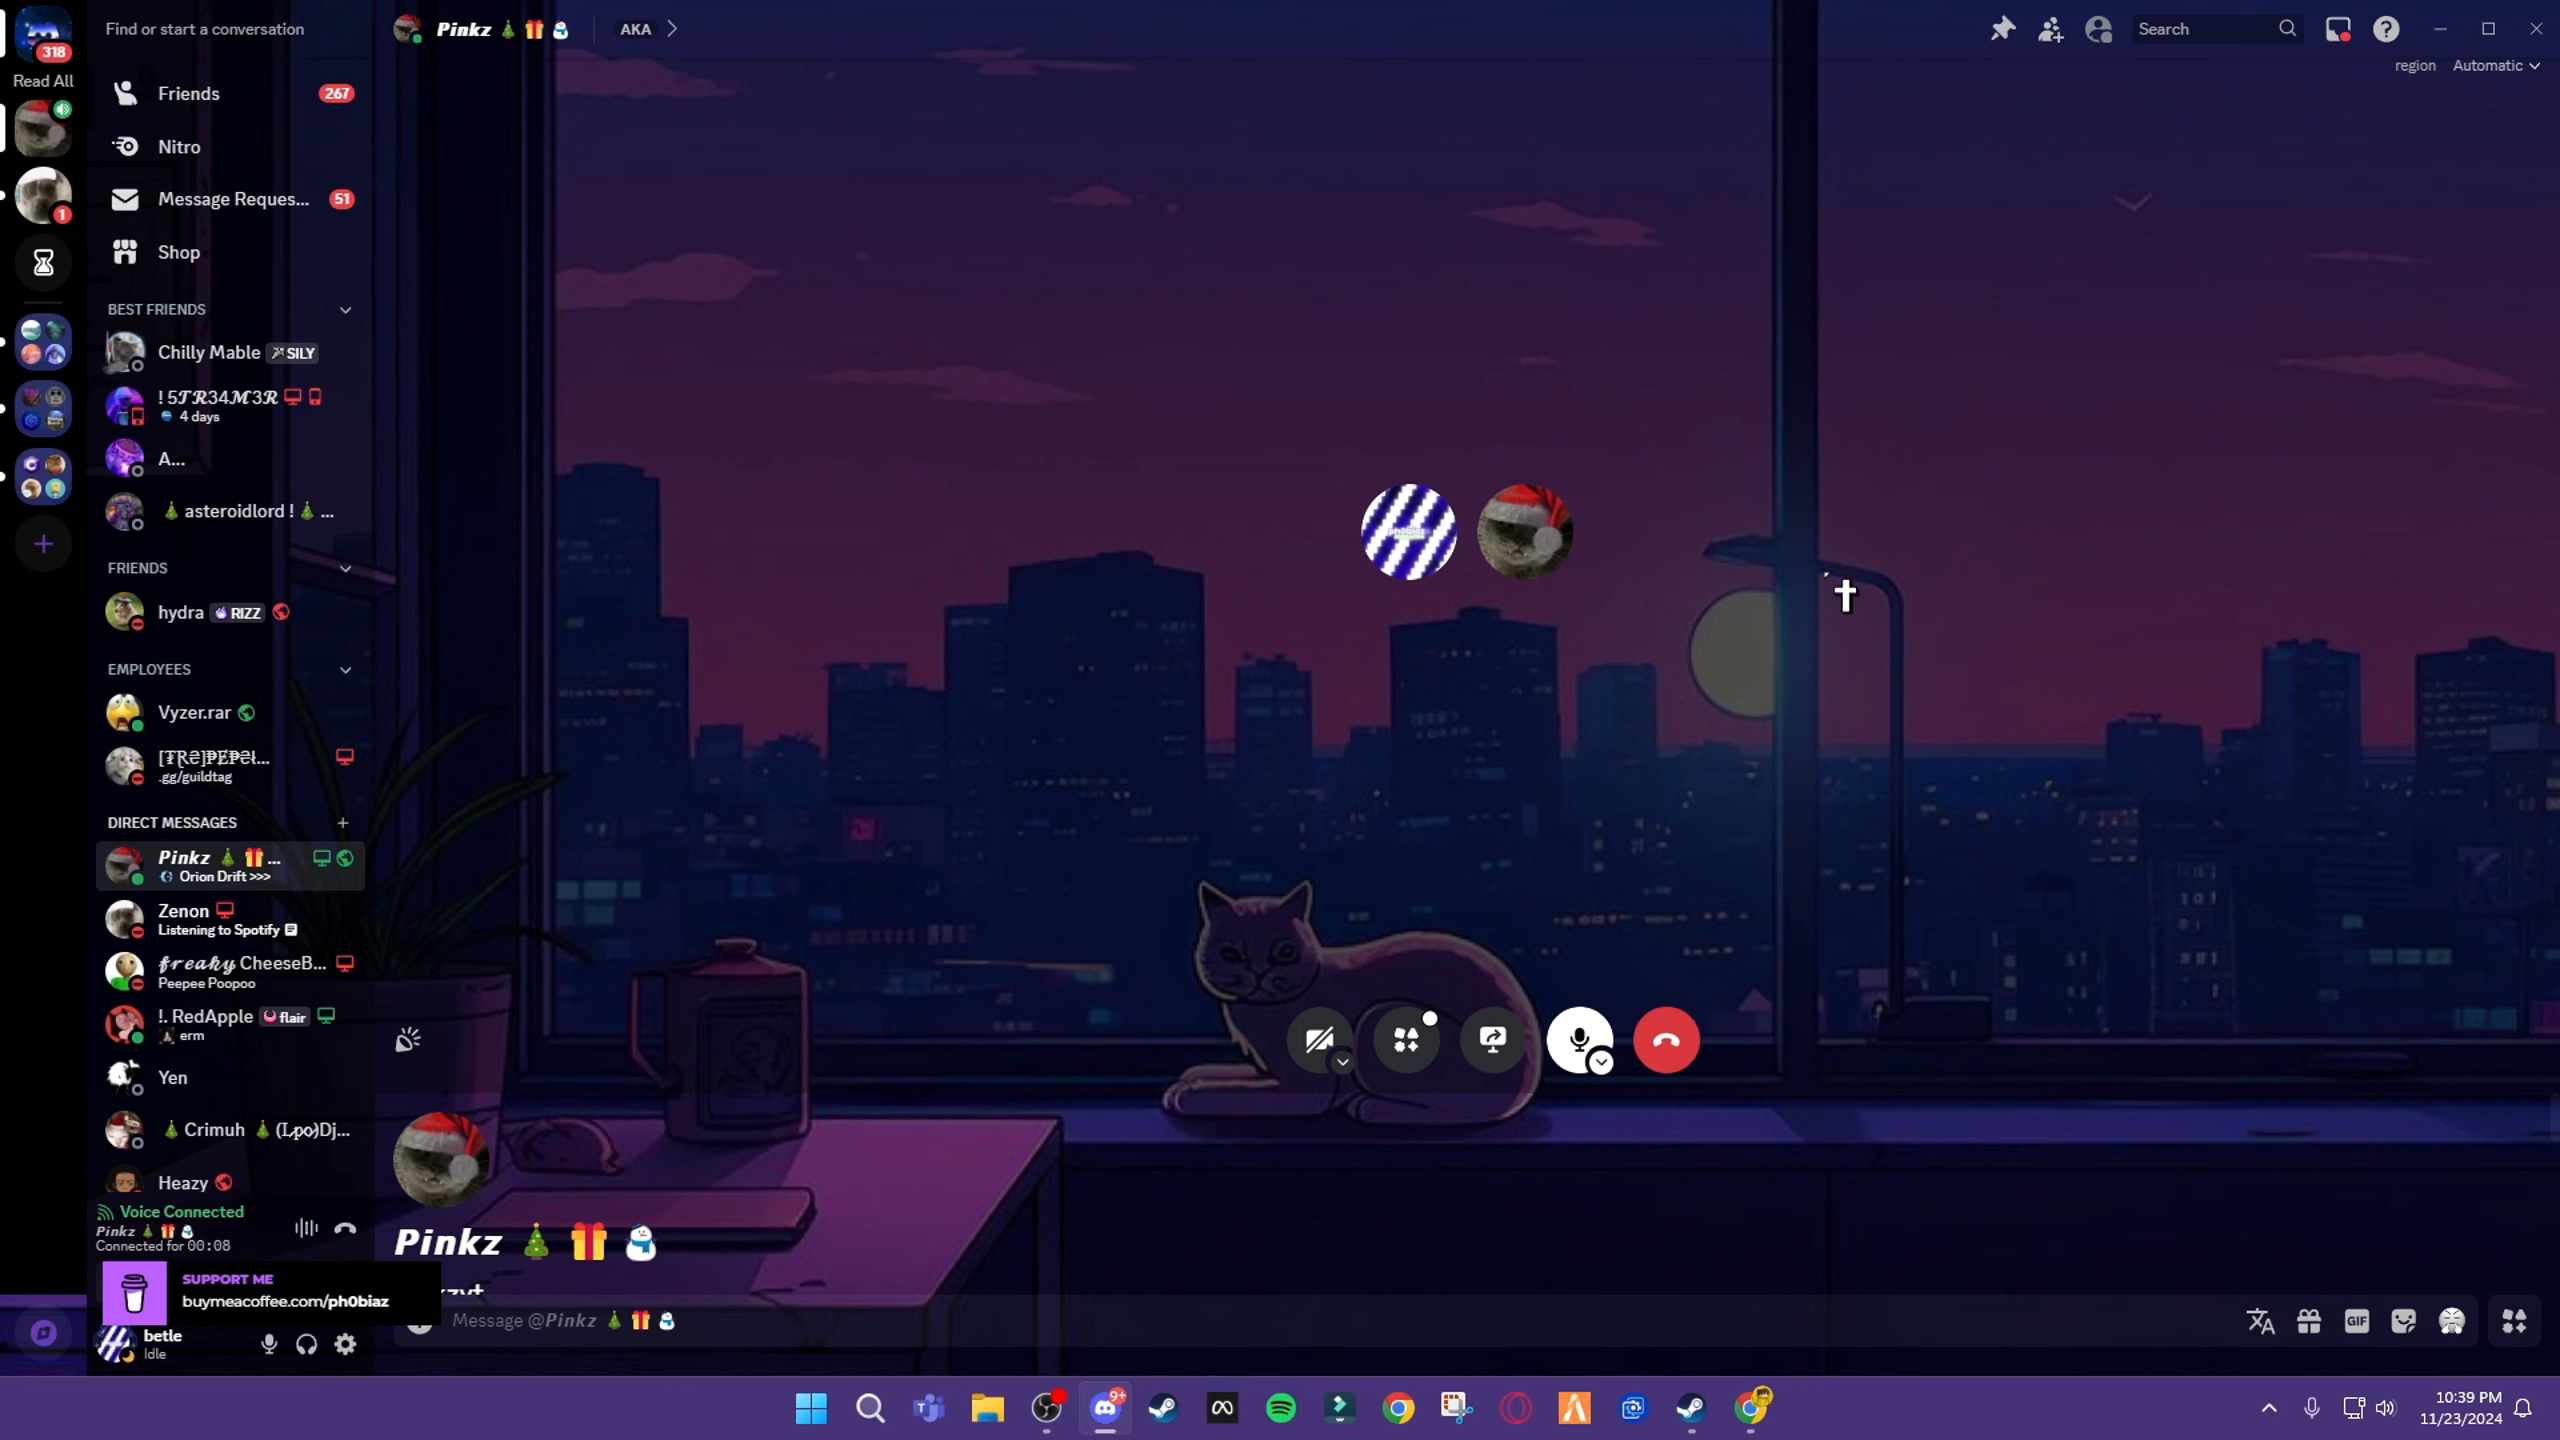 Find or start a conversation
Pinkz 🎄 🎁 ⛄
AKA
Search
318
Read All
region
Automatic
Friends
267
Nitro
Message Reques...
51
1
Shop
BEST FRIENDS
Chilly Mable
SILY
! 5𝓣𝓡34𝓜3𝓡
4 days
A...
🎄 asteroidlord ! 🎄 ...
FRIENDS
hydra
RIZZ
EMPLOYEES
Vyzer.rar
.gg/guildtag
DIRECT MESSAGES
Pinkz 🎄 🎁 ...
Orion Drift >>>
Zenon
Listening to Spotify
𝓯𝓻𝓮𝓪𝓴𝔂 CheeseB...
Peepee Poopoo
!. RedApple
flair
erm
Yen
🎄 Crimuh 🎄
Heazy
Voice Connected
Pinkz 🎄 🎁 ⛄
Connected for 00:08
SUPPORT ME
buymeacoffee.com/ph0biaz
betle
Idle
Pinkz 🎄 🎁 ⛄
Message @Pinkz 🎄 🎁 ⛄
GIF
9+
10:39 PM
11/23/2024